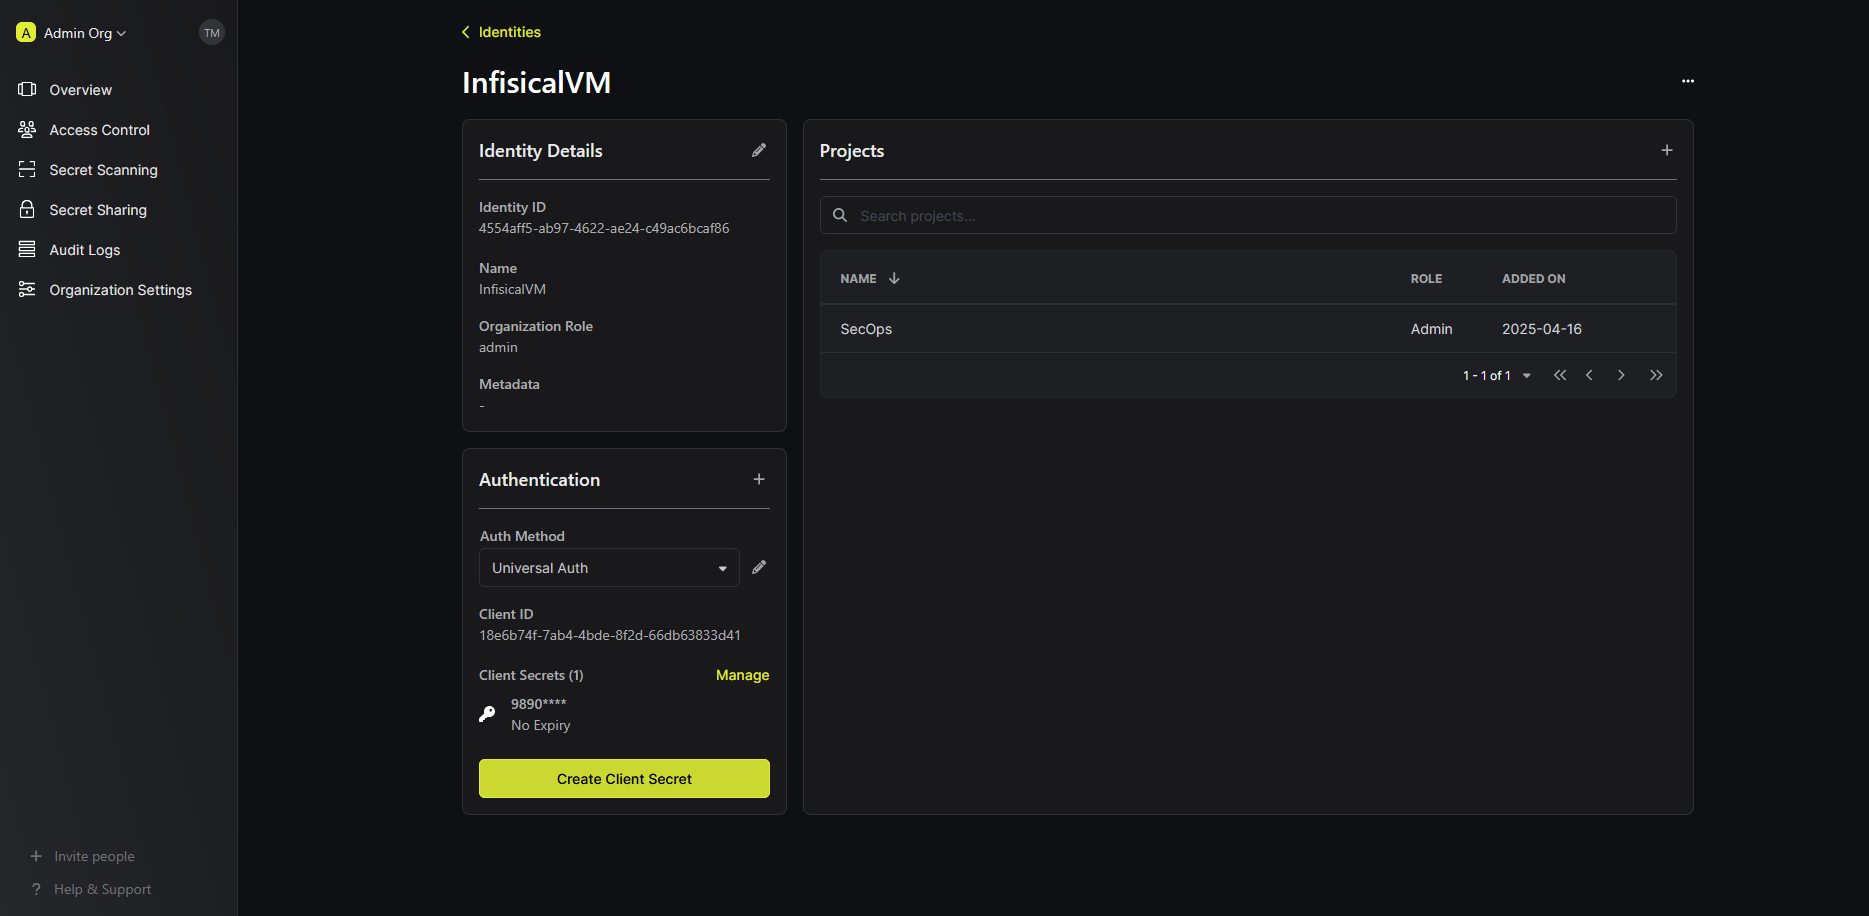 A
Admin Org
TM
Overview
Access Control
Secret Scanning
Secret Sharing
Audit Logs
Organization Settings
Invite people
? Help & Support
Identities
InfisicalVM
Identity Details
Identity ID
4554aff5-ab97-4622-ae24-c49ac6bcaf86
Name
InfisicalVM
Organization Role
admin
Metadata
-
Authentication
Auth Method
Universal Auth
Client ID
18e6b74f-7ab4-4bde-8f2d-66db63833d41
Client Secrets (1)
Manage
9890****
No Expiry
Create Client Secret
Projects
Search projects...
NAME
ROLE
ADDED ON
SecOps
Admin
2025-04-16
1 - 1 of 1